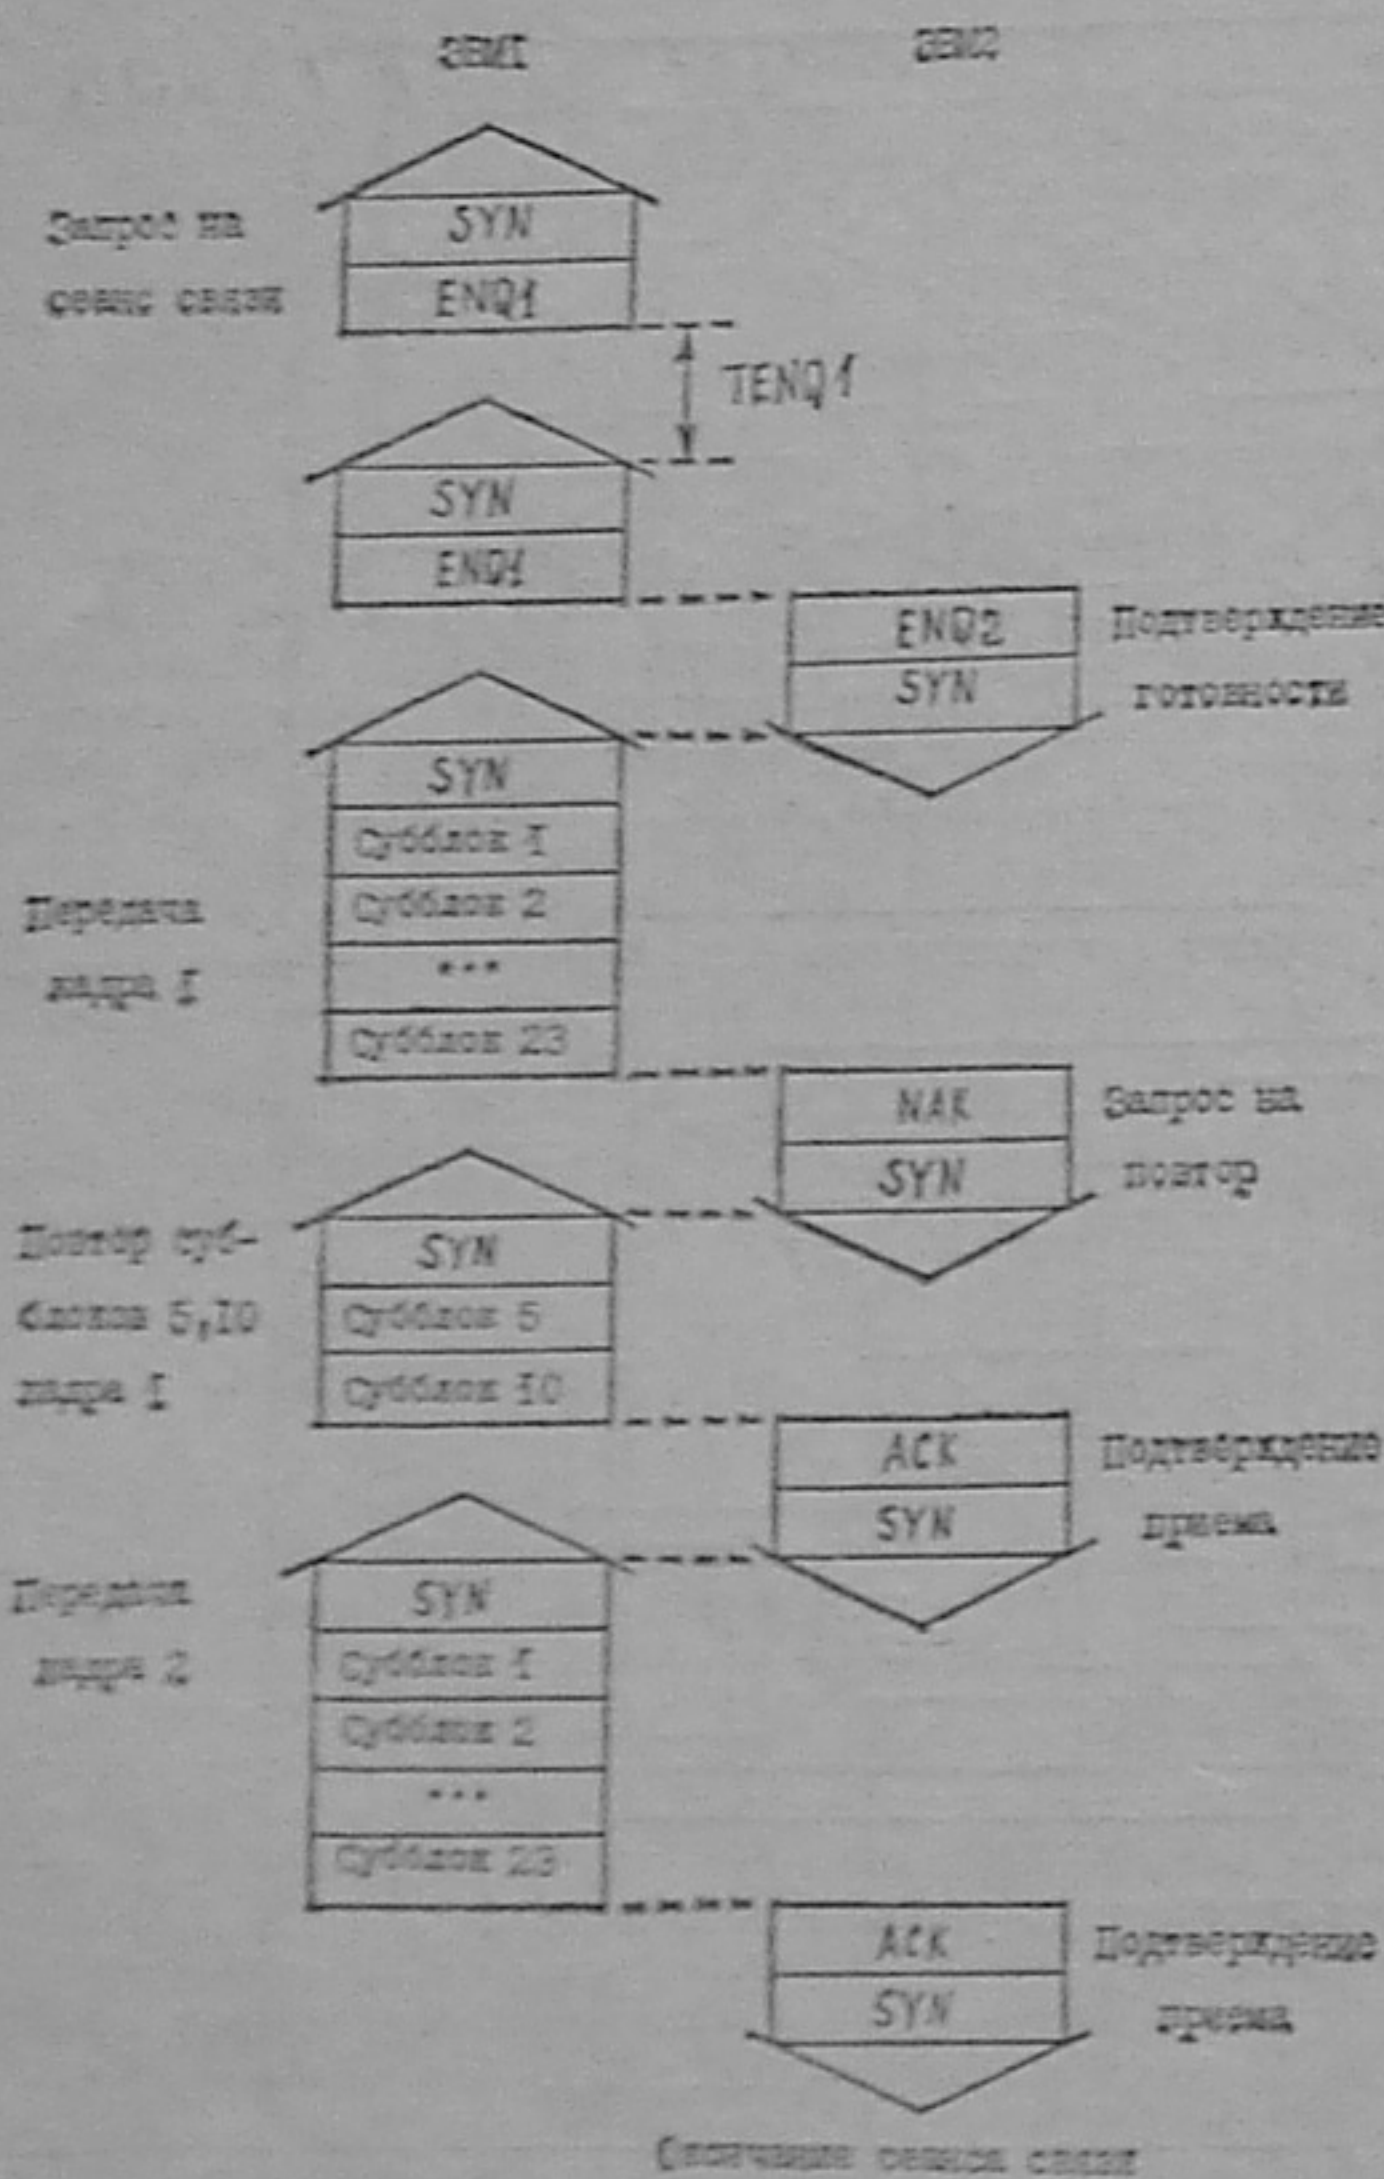 ЭВМ1 ЭВМ2
SYN
Запрос на
сеанс связи
ENQ1
TENQ1
SYN
ENQ1
ENQ2
Подтверждение
SYN
готовности
SYN
Субблок 1
Передача
кадра I
Субблок 2
...
Субблок 23
NAK
Запрос на
SYN
повтор
Повтор суб-
блоков 5,10
кадра I
SYN
Субблок 5
Субблок 10
ACK
Подтверждение
SYN
приема
Передача
кадра 2
SYN
Субблок 1
Субблок 2
...
Субблок 23
ACK
Подтверждение
SYN
приема
Окончание сеанса связи